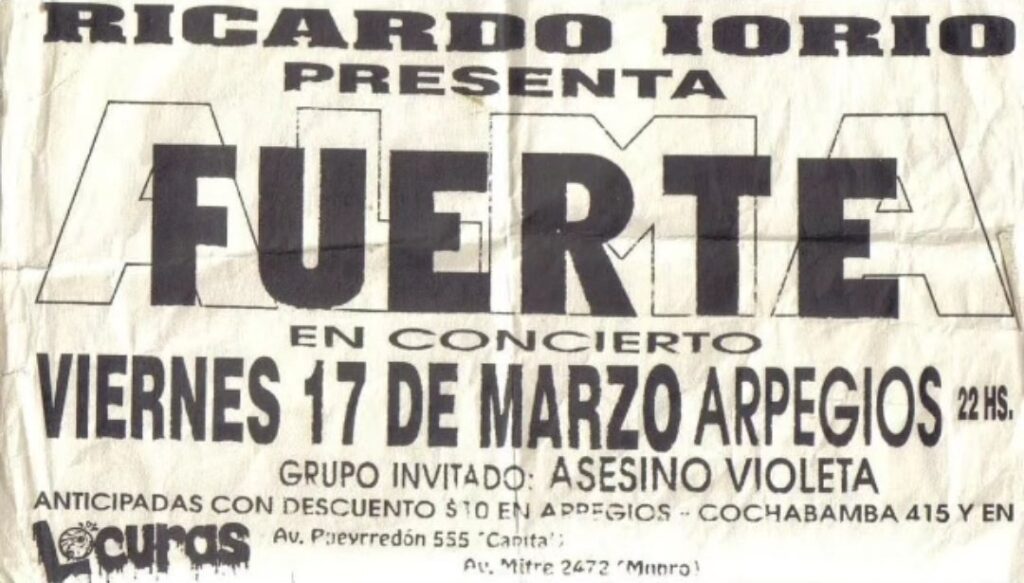 RICARDO IORIO
PRESENTA
ALMA
FUERTE
EN CONCIERTO
VIERNES 17 DE MARZO ARPEGIOS 22 HS.
GRUPO INVITADO: ASESINO VIOLETA
ANTICIPADAS CON DESCUENTO $10 EN ARPEGIOS - COCHABAMBA 415 Y EN
Locuras
Av. Pueyrredón 555 (Capital)
Av. Mitre 2472 (Munro)